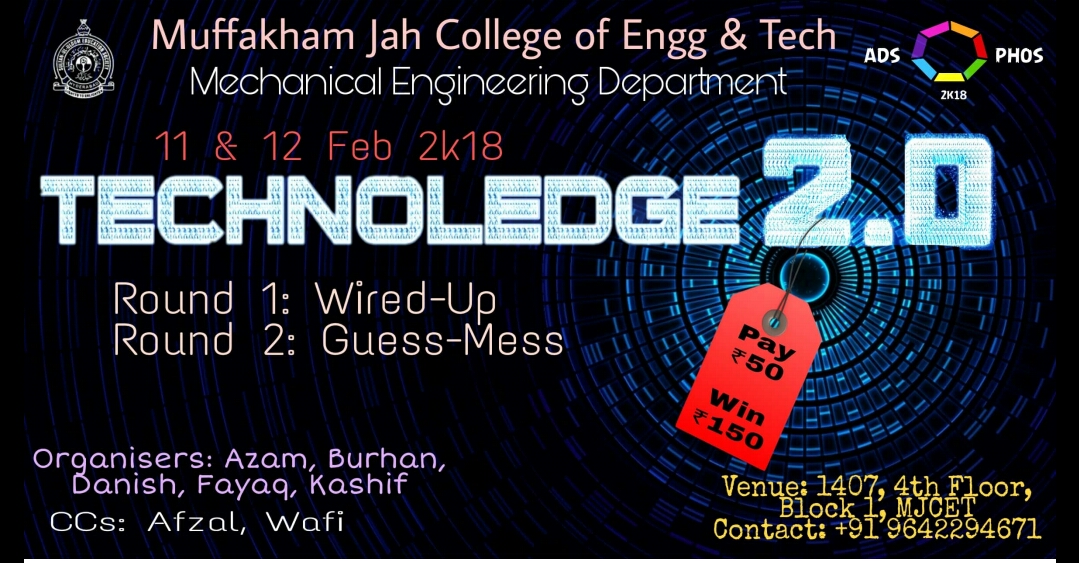 Muffakham Jah College of Engg & Tech
Mechanical Engineering Department
ADS PHOS
2K18
11 & 12 Feb 2k18
TECHNOLEDGE 2.0
Round 1: Wired-Up
Round 2: Guess-Mess
Pay
₹50
Win
₹150
Organisers: Azam, Burhan,
Danish, Fayaq, Kashif
CCs: Afzal, Wafi
Venue: 1407, 4th Floor,
Block 1, MJCET
Contact: +91 9642294671